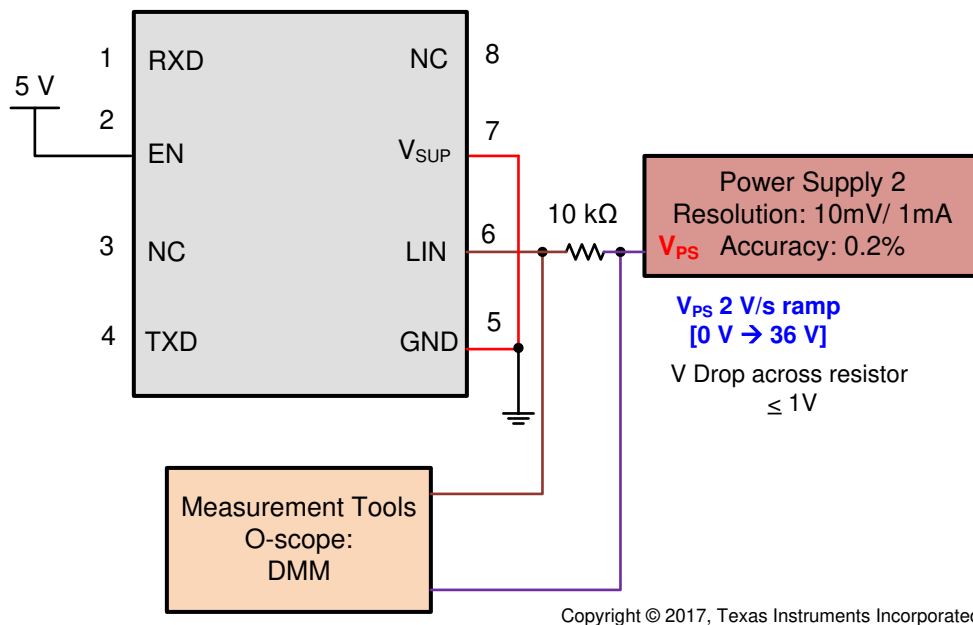 1
RXD
NC
8
5 V
2
EN
7
VSUP
3
NC
LIN
6
10 kΩ
4
TXD
GND
5
Power Supply 2
Resolution: 10mV/ 1mA
VPS
Accuracy: 0.2%
VPS 2 V/s ramp
[0 V → 36 V]
V Drop across resistor
≤ 1V
Measurement Tools
O-scope:
DMM
Copyright © 2017, Texas Instruments Incorporated